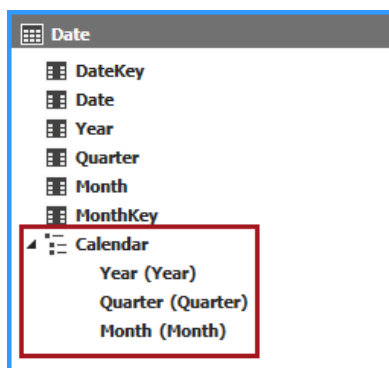 Date
DateKey
Date
Year
Quarter
Month
MonthKey
Calendar
Year (Year)
Quarter (Quarter)
Month (Month)